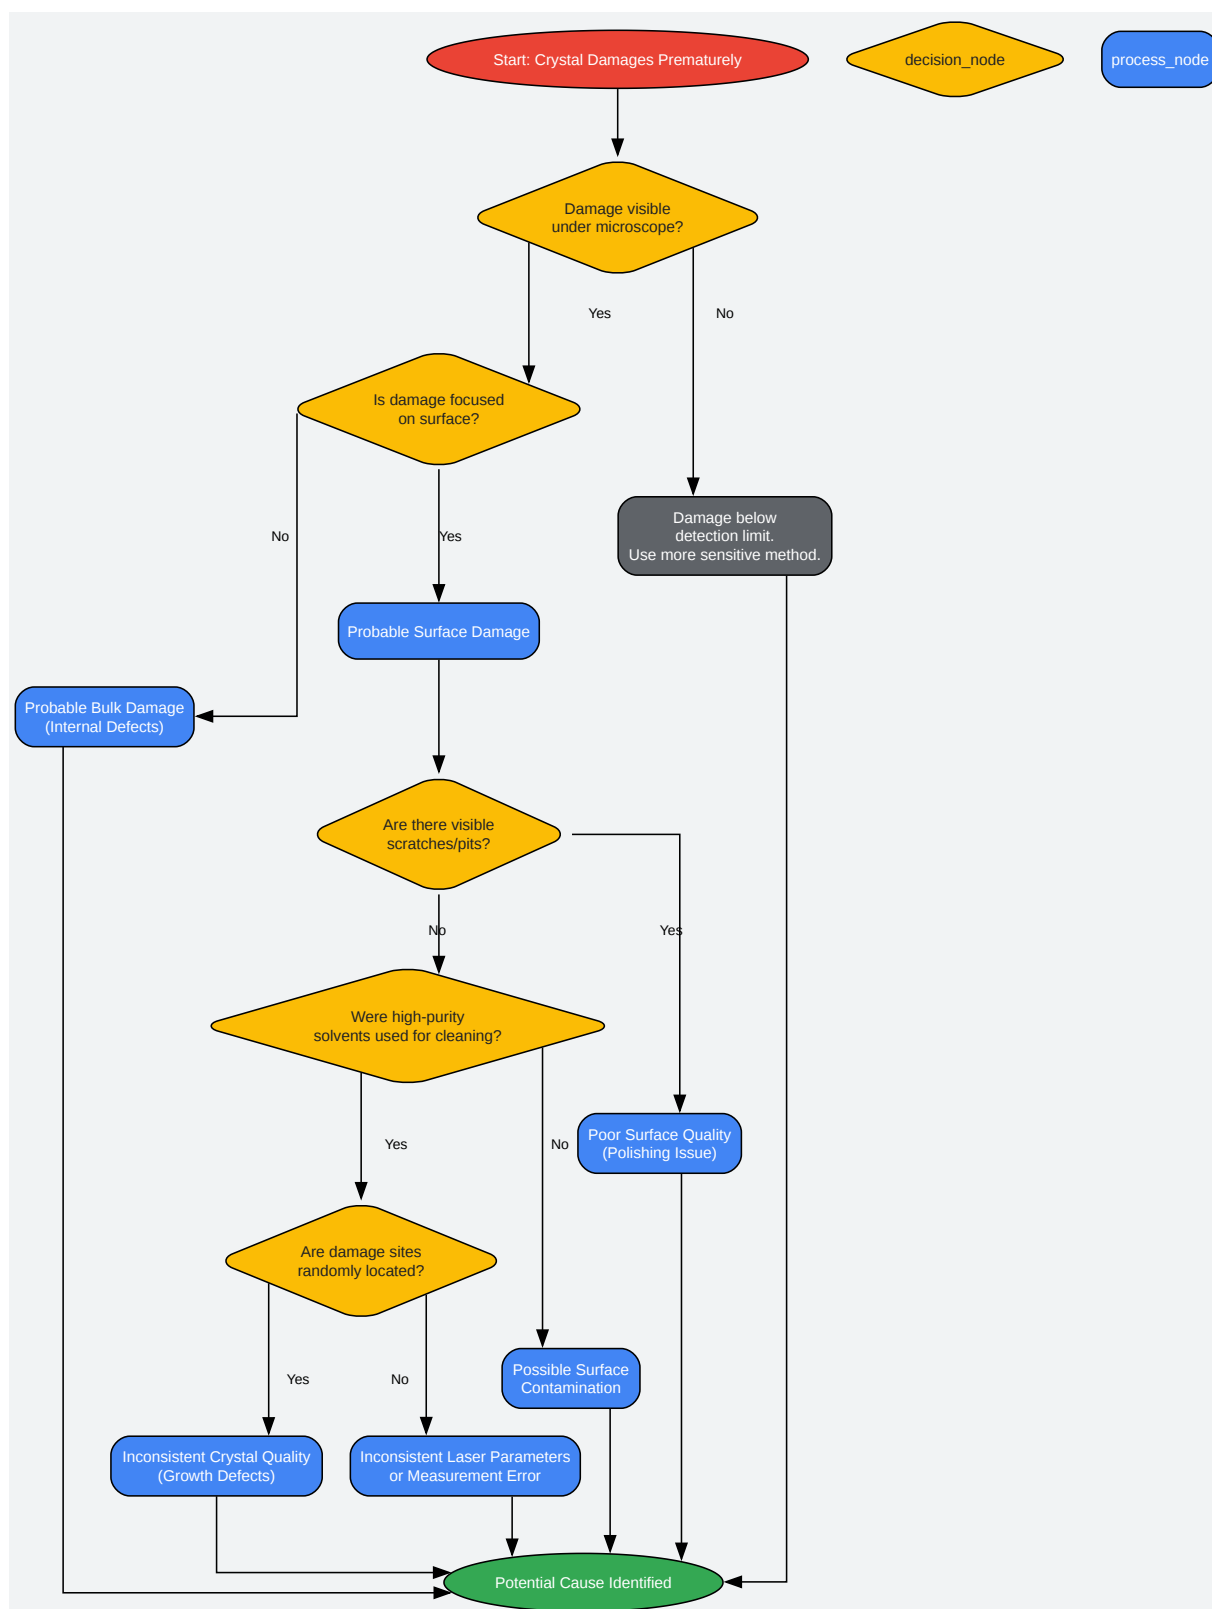 Start: Crystal Damages Prematurely
decision_node
process_node
Damage visible
under microscope?
Yes
No
Is damage focused
on surface?
No
Yes
Damage below
detection limit.
Use more sensitive method.
Probable Surface Damage
Probable Bulk Damage
(Internal Defects)
Are there visible
scratches/pits?
No
Yes
Were high-purity
solvents used for cleaning?
Yes
No
Poor Surface Quality
(Polishing Issue)
Are damage sites
randomly located?
Yes
No
Possible Surface
Contamination
Inconsistent Crystal Quality
(Growth Defects)
Inconsistent Laser Parameters
or Measurement Error
Potential Cause Identified